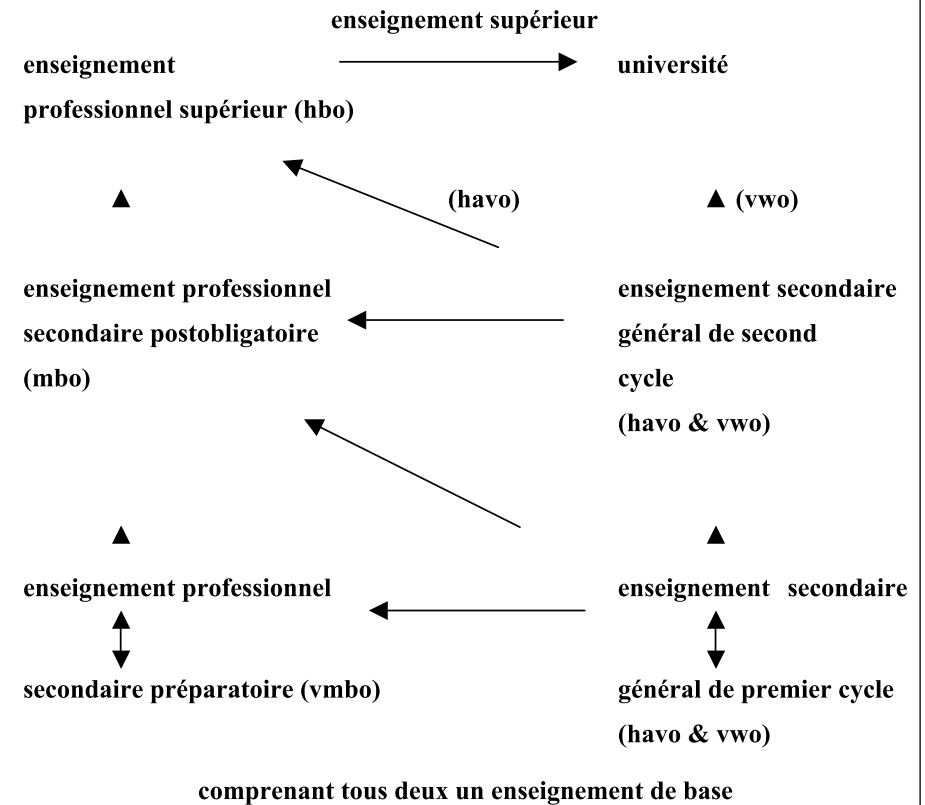 enseignement supérieur
enseignement université
professionnel supérieur (hbo)
(havo) (vwo)
enseignement professionnel enseignement secondaire
secondaire postobligatoire général de second
(mbo) cycle
(havo & vwo)
enseignement professionnel enseignement secondaire
secondaire préparatoire (vmbo) général de premier cycle
(havo & vwo)
comprenant tous deux un enseignement de base